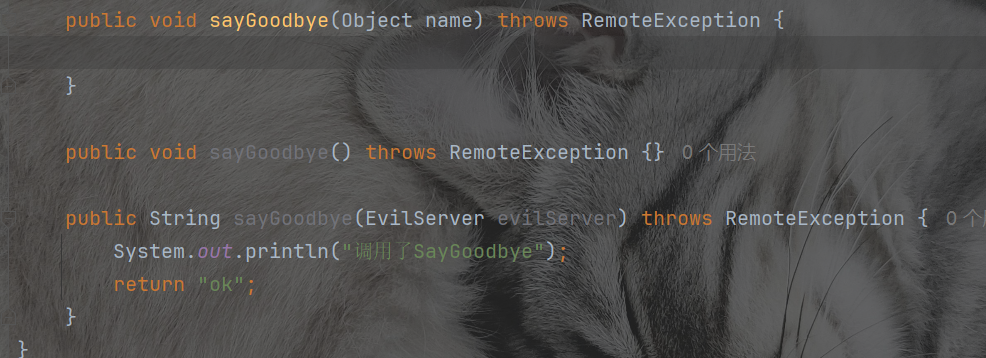 public void sayGoodbye(Object name) throws RemoteException {
}
public void sayGoodbye() throws RemoteException {} 0 个用法
public String sayGoodbye(EvilServer evilServer) throws RemoteException { 0 个
System.out.println("调用了SayGoodbye");
return "ok";
}
}